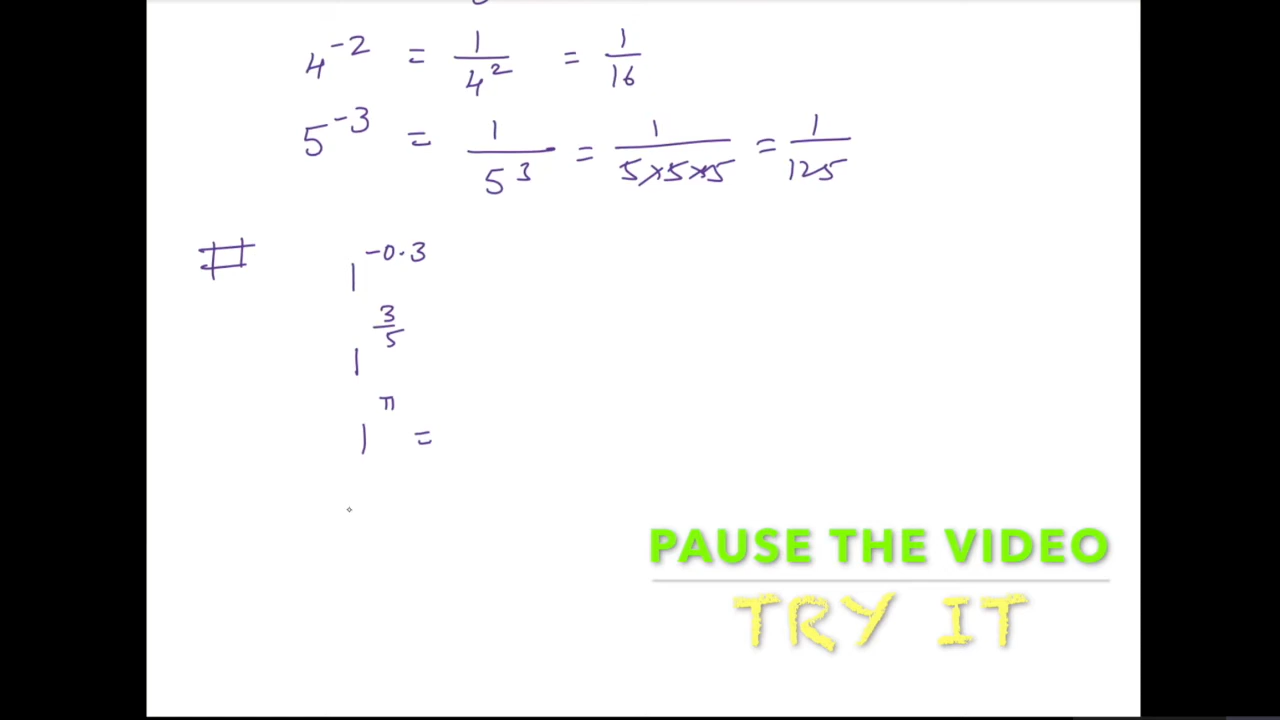 4^-2 = 1/4^2 = 1/16
5^-3 = 1/5^3 = 1/5×5×5 = 1/125
# 1^-0.3
1^3/5
1^π =
PAUSE THE VIDEO
TRY IT